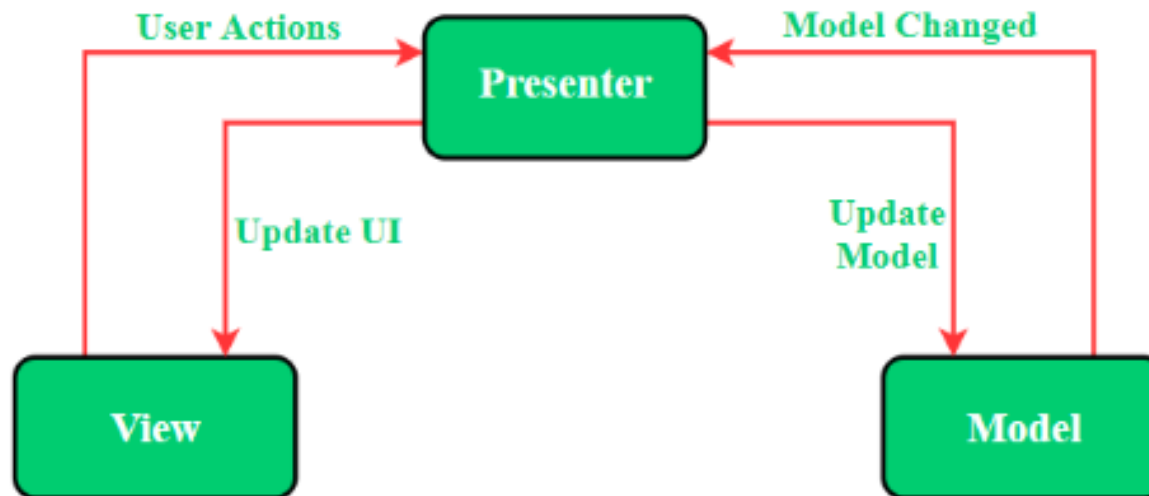 User Actions
Model Changed
Presenter
Update UI
Update
Model
View
Model